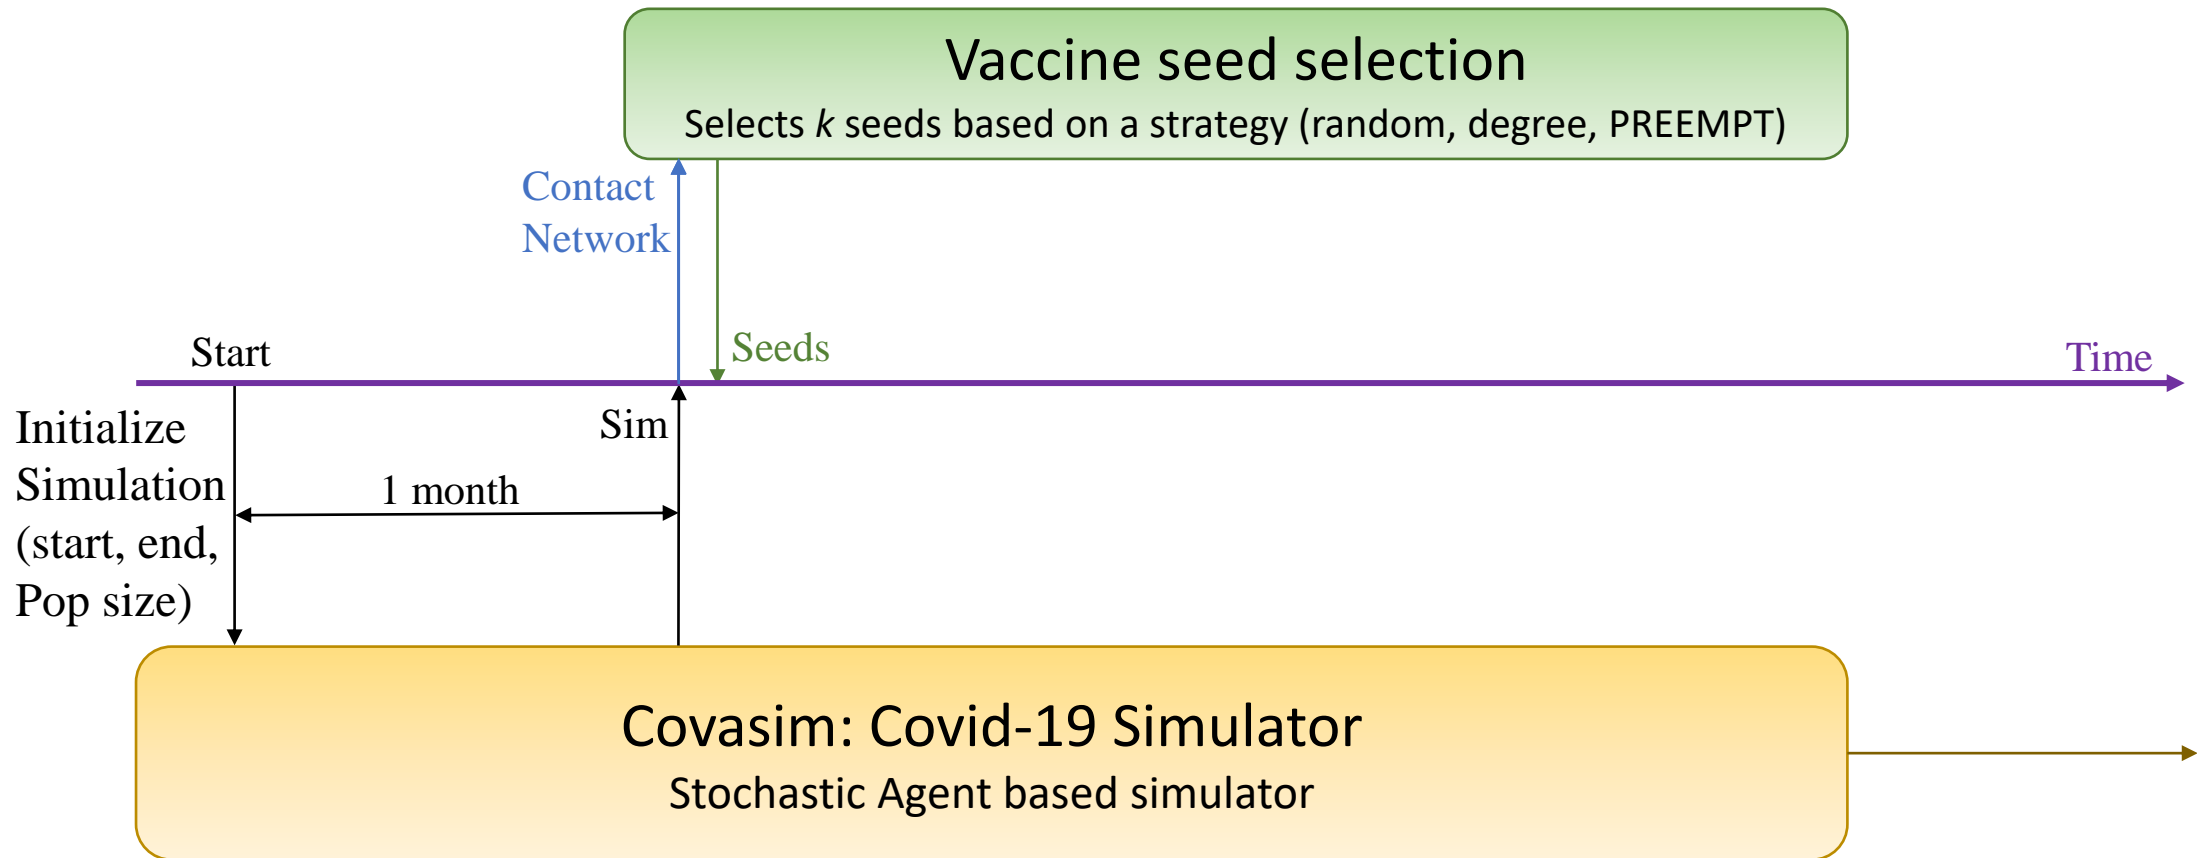 Vaccine seed selection
Selects k seeds based on a strategy (random, degree, PREEMPT)
Contact
Network
Seeds
Start
Time
Initialize
Simulation
(start, end,
Pop size)
Sim
1 month
Covasim: Covid-19 Simulator
Stochastic Agent based simulator